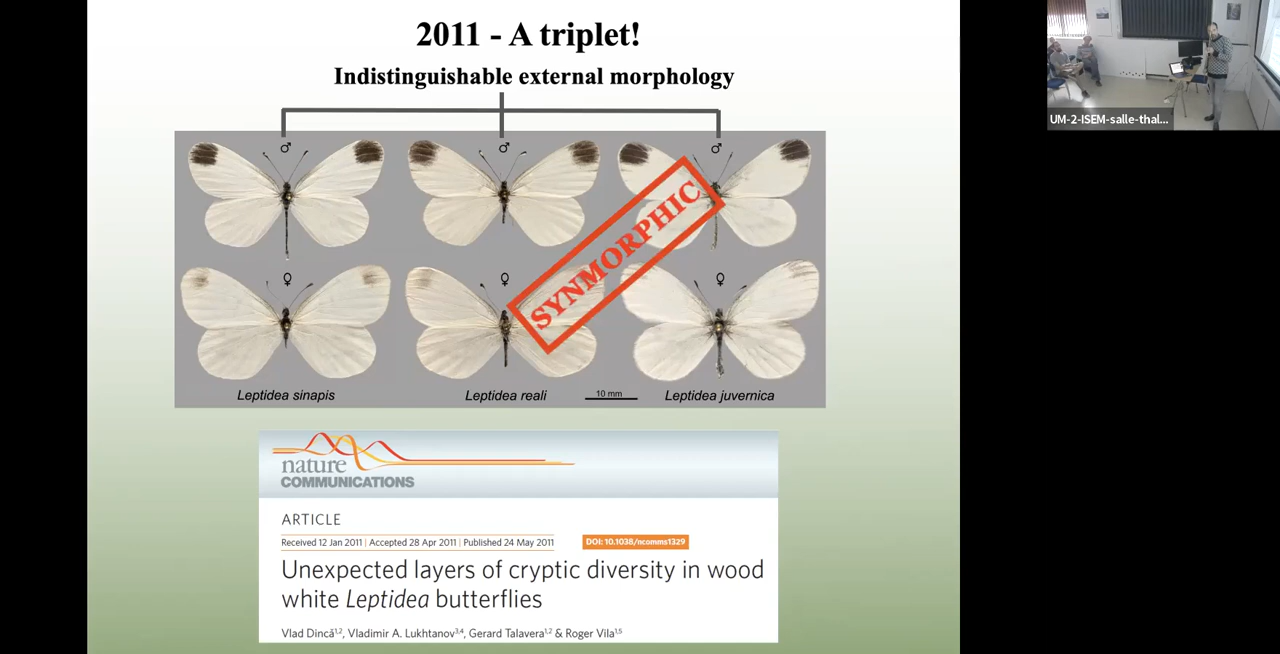 2011 - A triplet!
Indistinguishable external morphology
♂ ♂ ♂
SYNMORPHIC
♀ ♀ ♀
Leptidea sinapis
Leptidea reali
10 mm
Leptidea juvernica
nature
COMMUNICATIONS
ARTICLE
Received 12 Jan 2011 | Accepted 28 Apr 2011 | Published 24 May 2011
DOI: 10.1038/ncomms1329
Unexpected layers of cryptic diversity in wood
white Leptidea butterflies
Vlad Dincă1,2, Vladimir A. Lukhtanov3,4, Gerard Talavera1,2 & Roger Vila1,5
UM-2-ISEM-salle-thal...